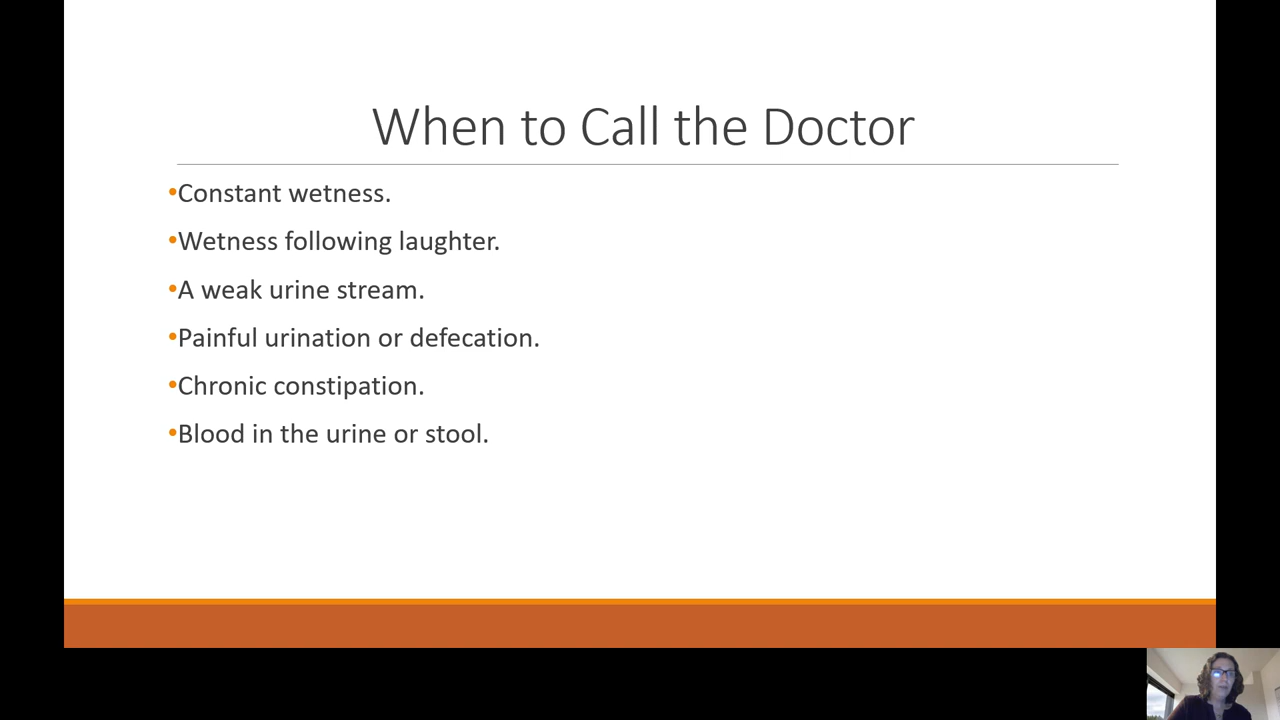 When to Call the Doctor
•Constant wetness.
•Wetness following laughter.
•A weak urine stream.
•Painful urination or defecation.
•Chronic constipation.
•Blood in the urine or stool.